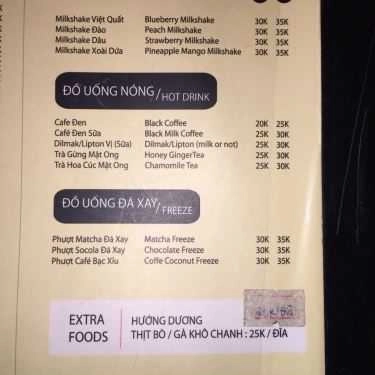 Milkshake Việt Quất Blueberry Milkshake 30K 35K
Milkshake Đào Peach Milkshake 30K 35K
Milkshake Dâu Strawberry Milkshake 30K 35K
Milkshake Xoài Dứa Pineapple Mango Milkshake 30K 35K
ĐỒ UỐNG NÓNG/HOT DRINK
Cafe Đen Black Coffee 20K 25K
Café Đen Sữa Black Milk Coffee 25K 30K
Dilmak/Lipton Vị (Sữa) Dilmak/Lipton (milk or not) 25K 30K
Trà Gừng Mật Ong Honey GingerTea 25K 30K
Trà Hoa Cúc Mật Ong Chamomile Tea 25K 30K
ĐỒ UỐNG ĐÁ XAY/FREEZE
Phượt Matcha Đá Xay Matcha Freeze 30K 35K
Phượt Socola Đá Xay Chocolate Freeze 30K 35K
Phượt Café Bạc Xỉu Coffe Coconut Freeze 30K 35K
EXTRA FOODS
HƯỚNG DƯƠNG
THỊT BÒ / GÀ KHÔ CHANH : 25K / ĐĨA